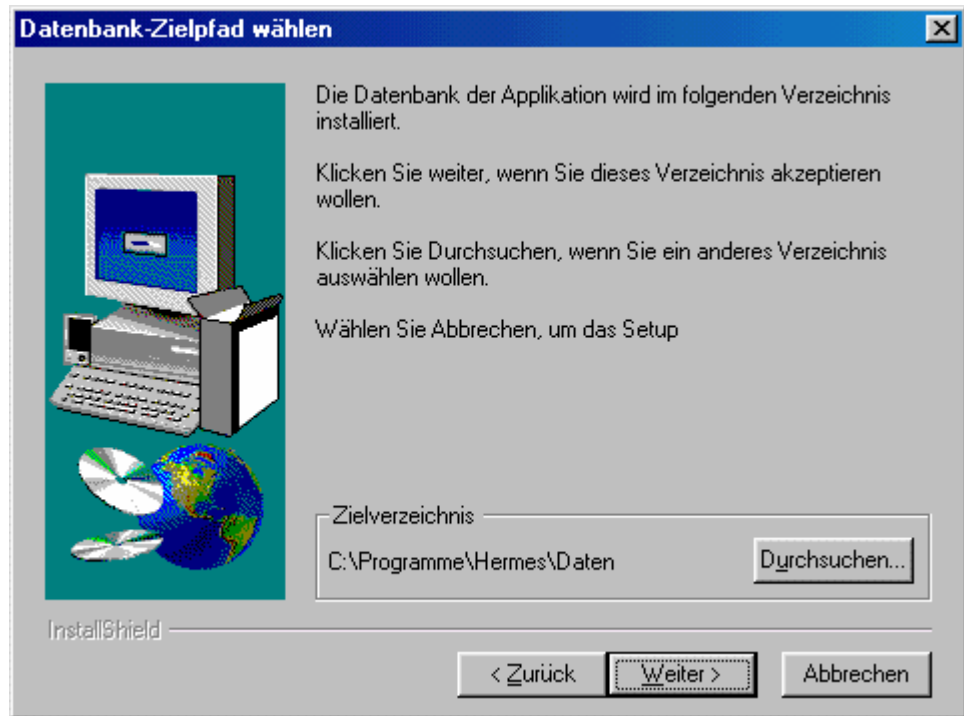 Datenbank-Zielpfad wählen
Die Datenbank der Applikation wird im folgenden Verzeichnis
installiert.
Klicken Sie weiter, wenn Sie dieses Verzeichnis akzeptieren
wollen.
Klicken Sie Durchsuchen, wenn Sie ein anderes Verzeichnis
auswählen wollen.
Wählen Sie Abbrechen, um das Setup
Zielverzeichnis
C:\Programme\Hermes\Daten
Durchsuchen...
InstallShield
< Zurück
Weiter >
Abbrechen